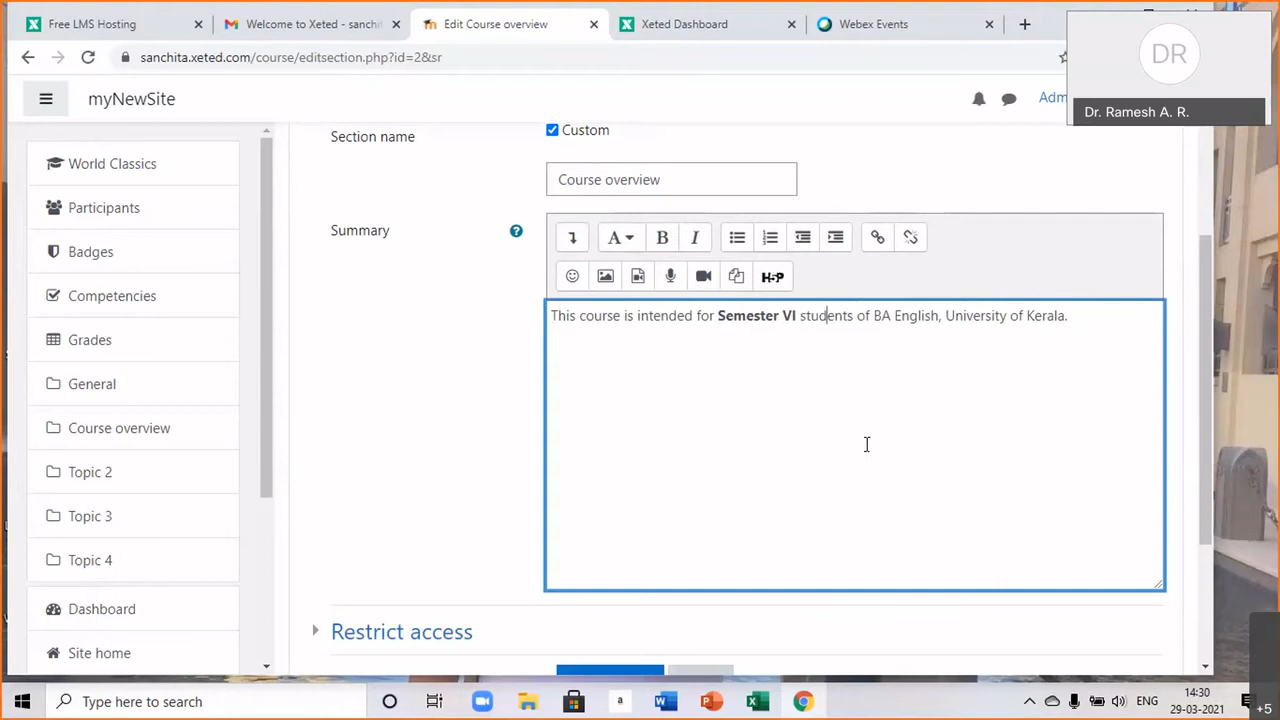 Free LMS Hosting
Welcome to Xeted - sanchit
Edit Course overview
Xeted Dashboard
Webex Events
sanchita.xeted.com/course/editsection.php?id=2&sr
myNewSite
Adm
DR
Dr. Ramesh A. R.
World Classics
Participants
Badges
Competencies
Grades
General
Course overview
Topic 2
Topic 3
Topic 4
Dashboard
Site home
Section name
Custom
Course overview
Summary
A
B
I
H5P
This course is intended for Semester VI students of BA English, University of Kerala.
Restrict access
Type here to search
ENG
14:30
29-03-2021
+5